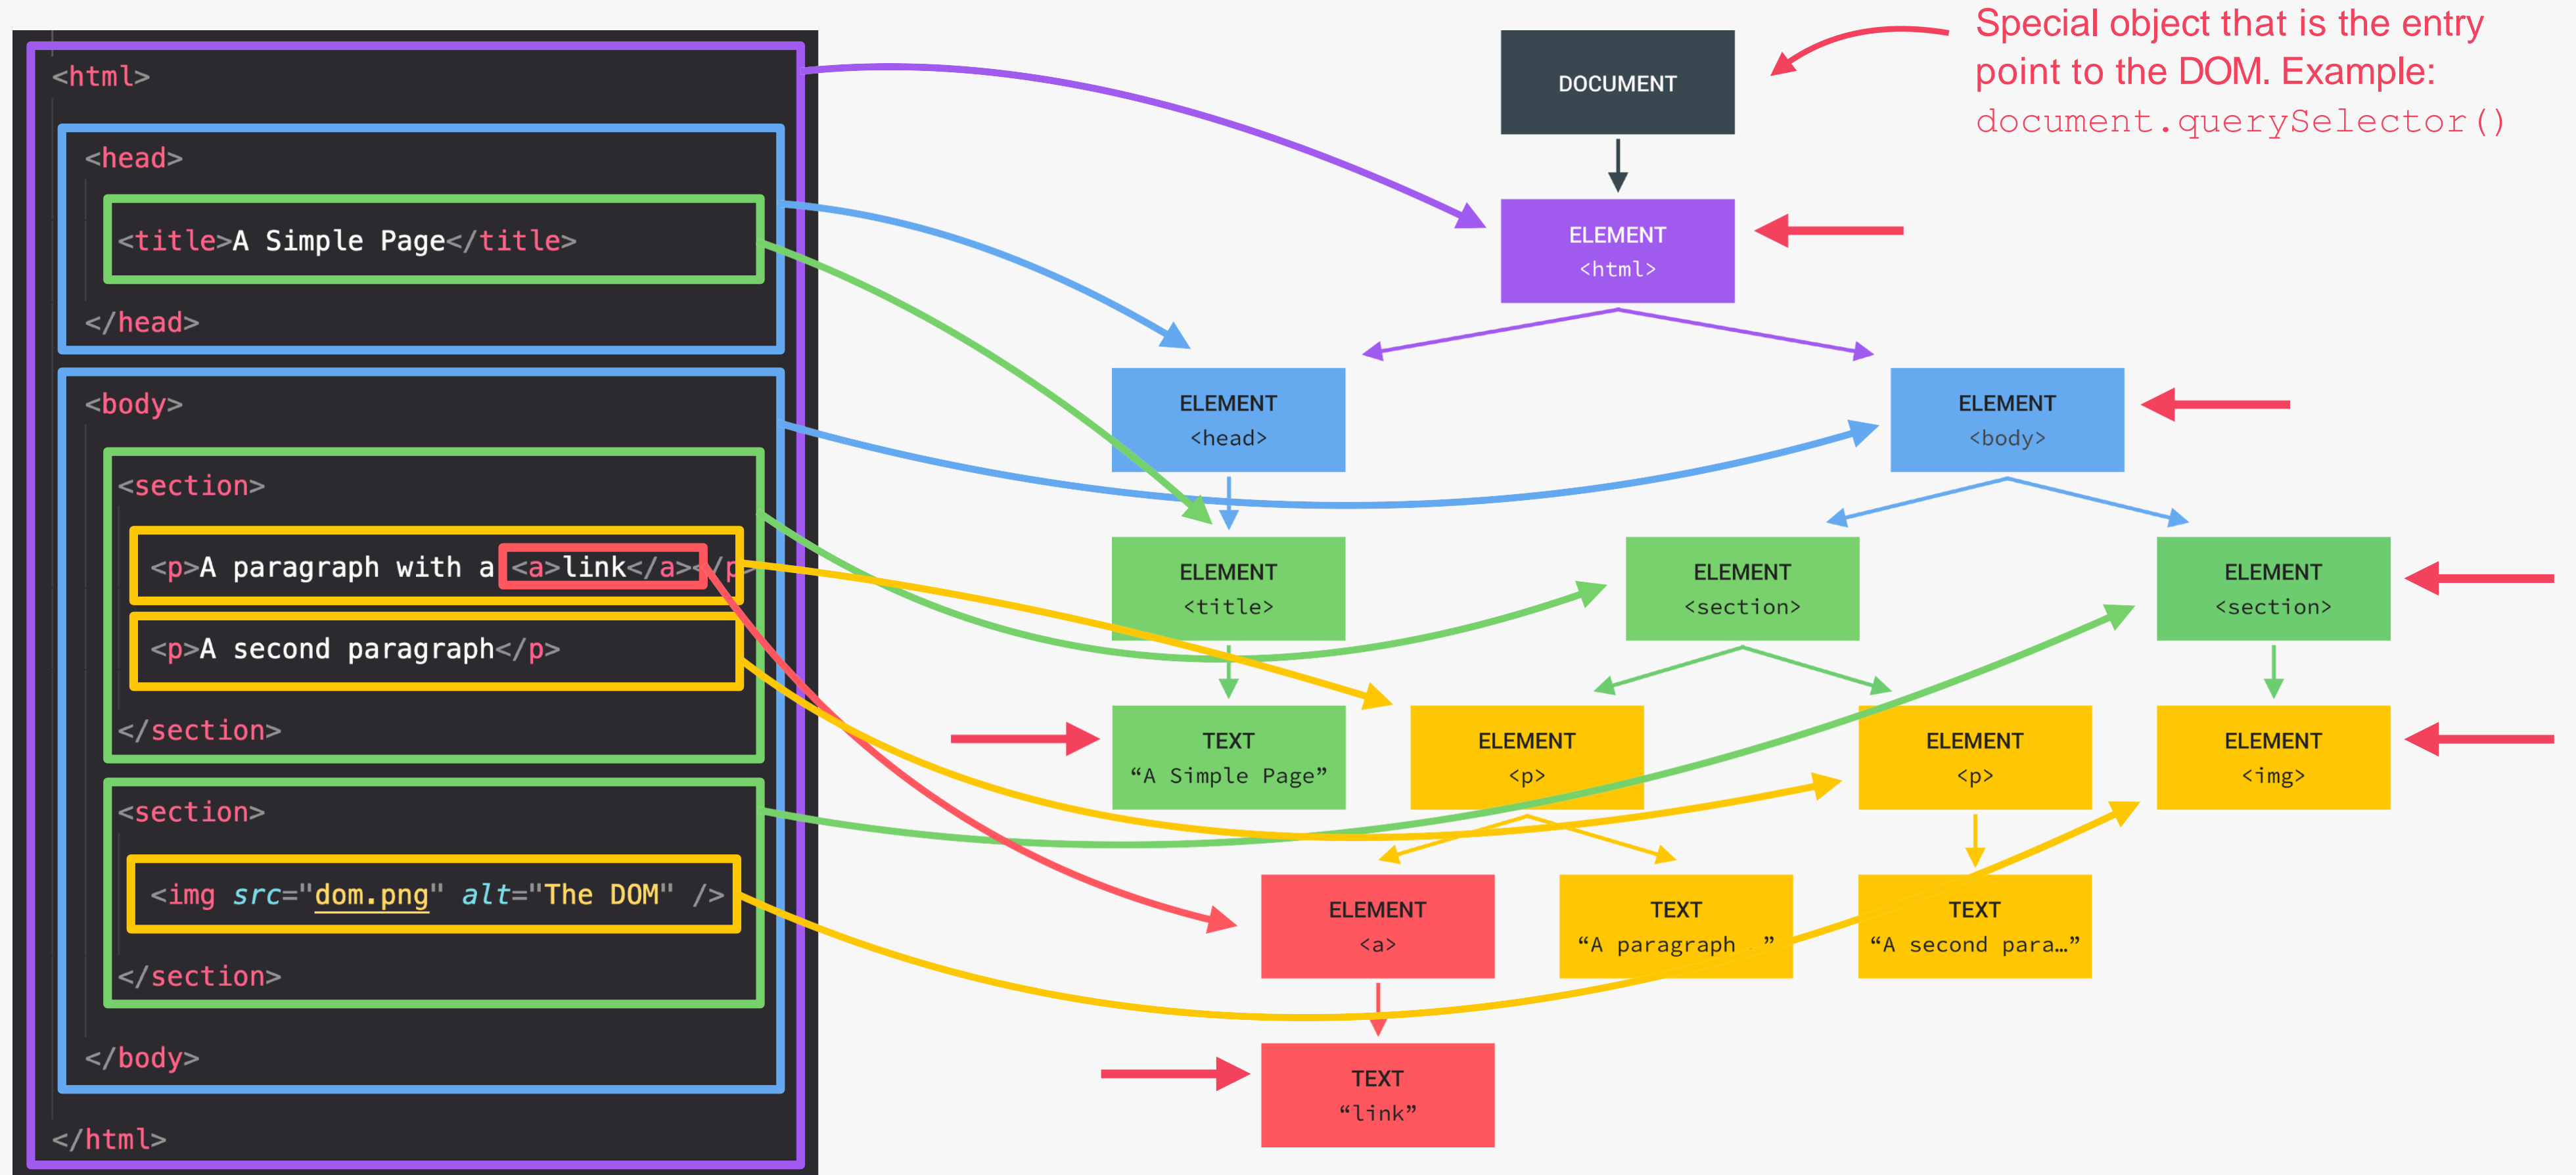 <html>
<head>
<title>A Simple Page</title>
</head>
<body>
<section>
<p>A paragraph with a <a>link</a></p>
<p>A second paragraph</p>
</section>
<section>
<img src="dom.png" alt="The DOM" />
</section>
</body>
</html>
Special object that is the entry
point to the DOM. Example:
document.querySelector()
DOCUMENT
ELEMENT
<html>
ELEMENT
<head>
ELEMENT
<body>
ELEMENT
<title>
ELEMENT
<section>
ELEMENT
<section>
TEXT
“A Simple Page”
ELEMENT
<p>
ELEMENT
<p>
ELEMENT
<img>
ELEMENT
<a>
TEXT
“A paragraph ”
TEXT
“A second para…”
TEXT
“link”